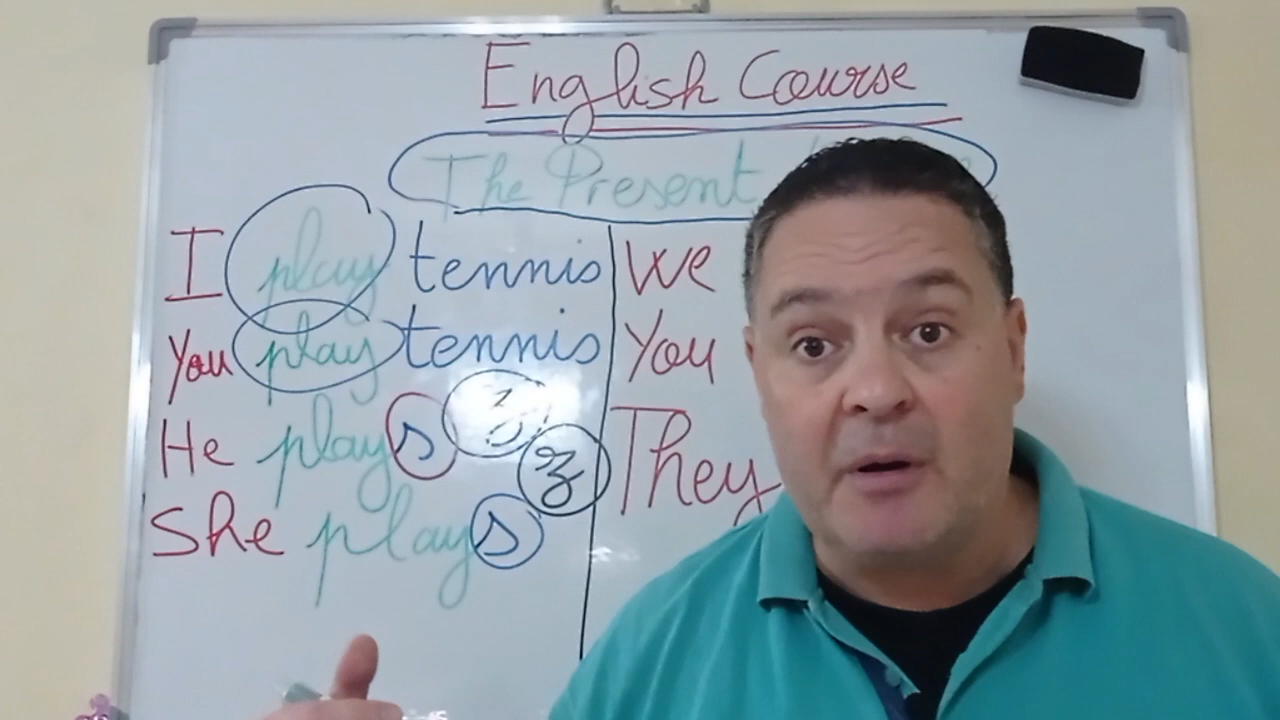 English Course
The Present
I play tennis
You play tennis
He plays
z
She plays
We
You
They